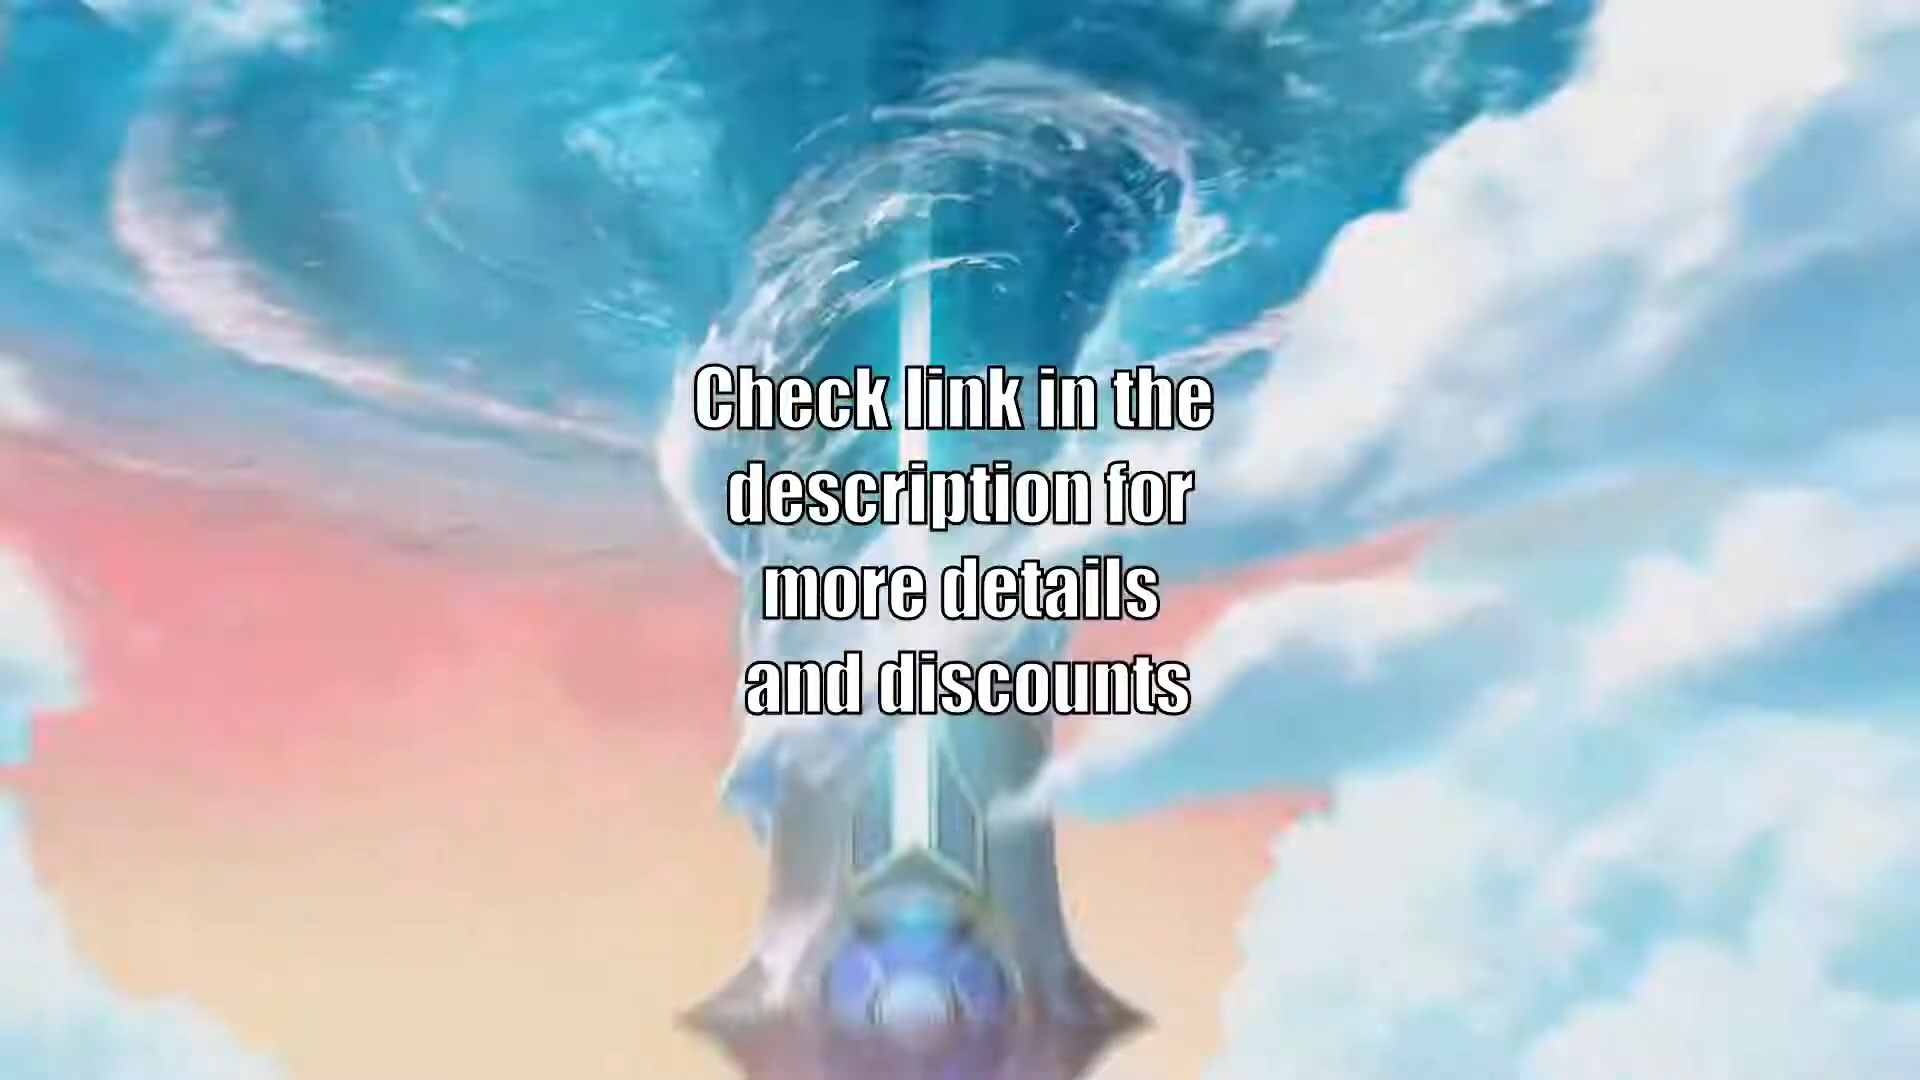 Check link in the
description for
more details
and discounts